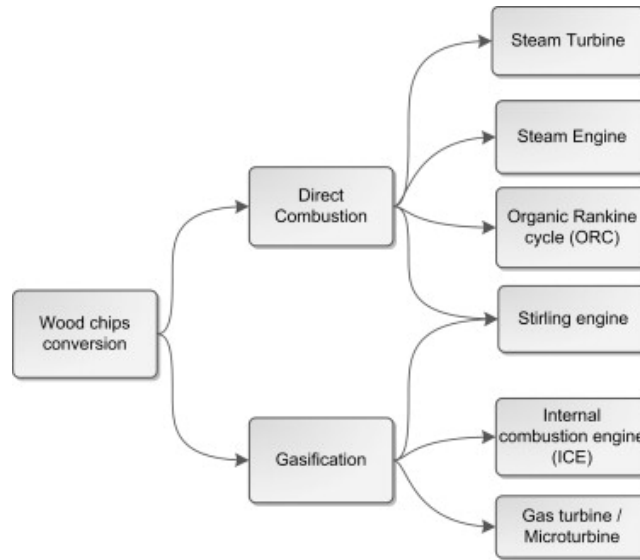 Steam Turbine
Steam Engine
Direct
Combustion
Organic Rankine
cycle (ORC)
Wood chips
conversion
Stirling engine
Internal
combustion engine
(ICE)
Gasification
Gas turbine /
Microturbine